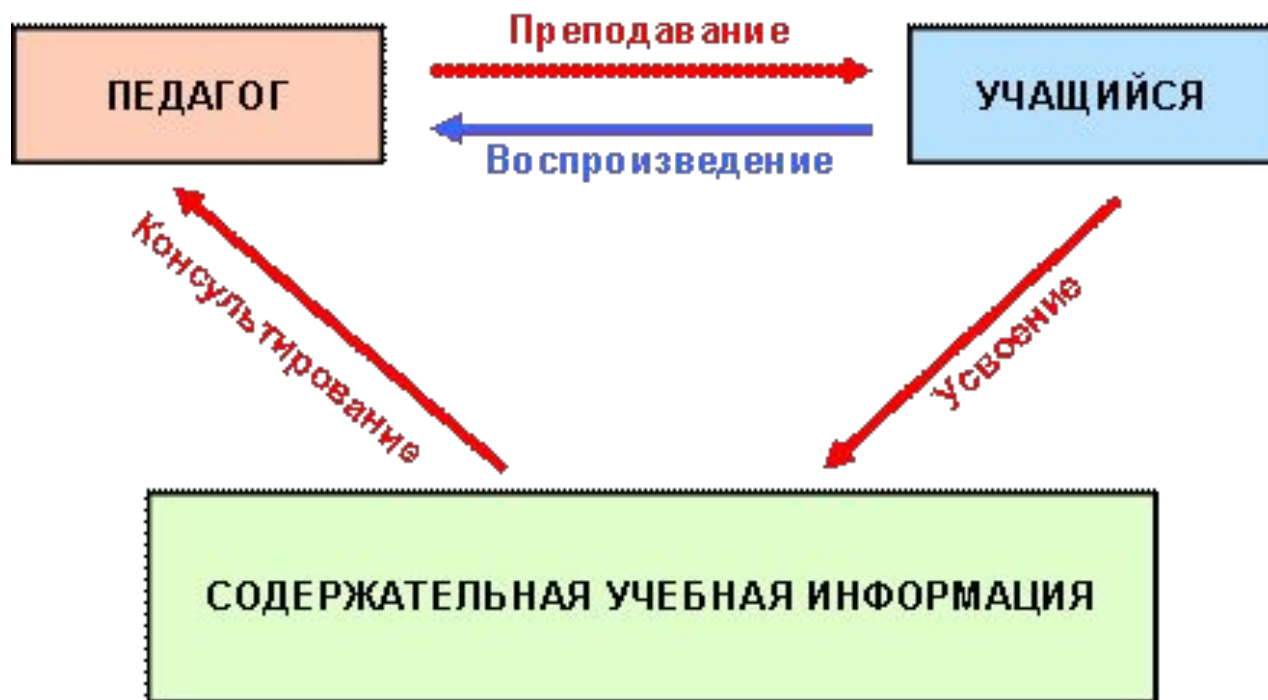 Преподавание
ПЕДАГОГ
УЧАЩИЙСЯ
Воспроизведение
Консультирование
Усвоение
СОДЕРЖАТЕЛЬНАЯ УЧЕБНАЯ ИНФОРМАЦИЯ